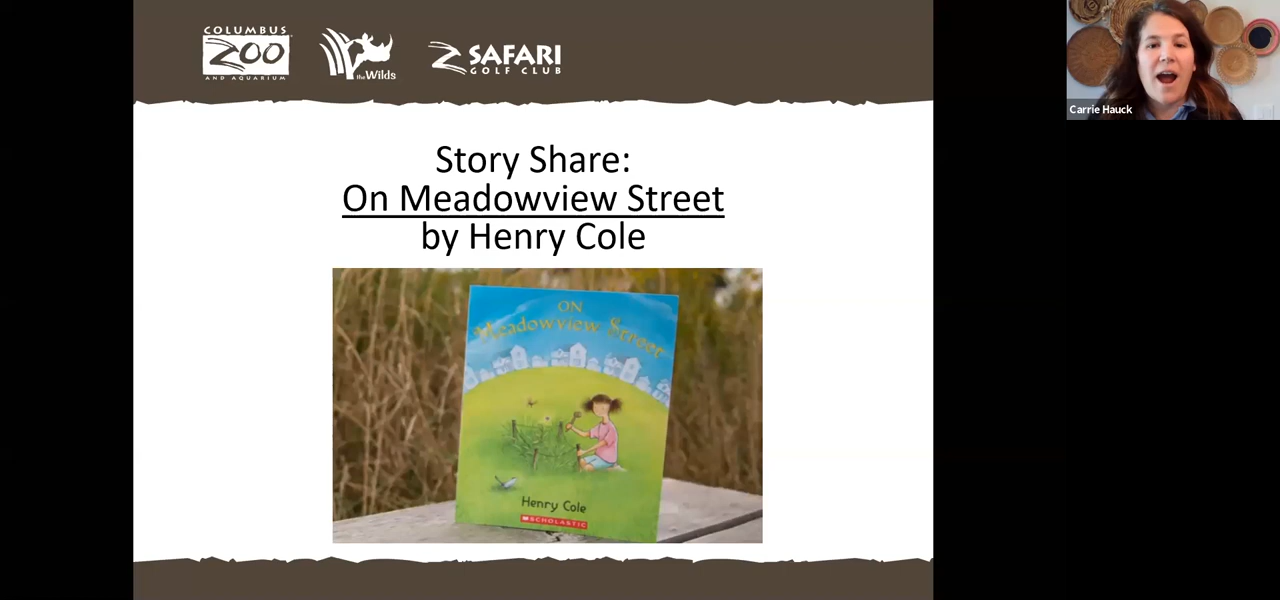 COLUMBUS
ZOO
AND AQUARIUM
the Wilds
SAFARI
GOLF CLUB
Carrie Hauck
Story Share:
On Meadowview Street
by Henry Cole
ON
Meadowview Street
Henry Cole
SCHOLASTIC